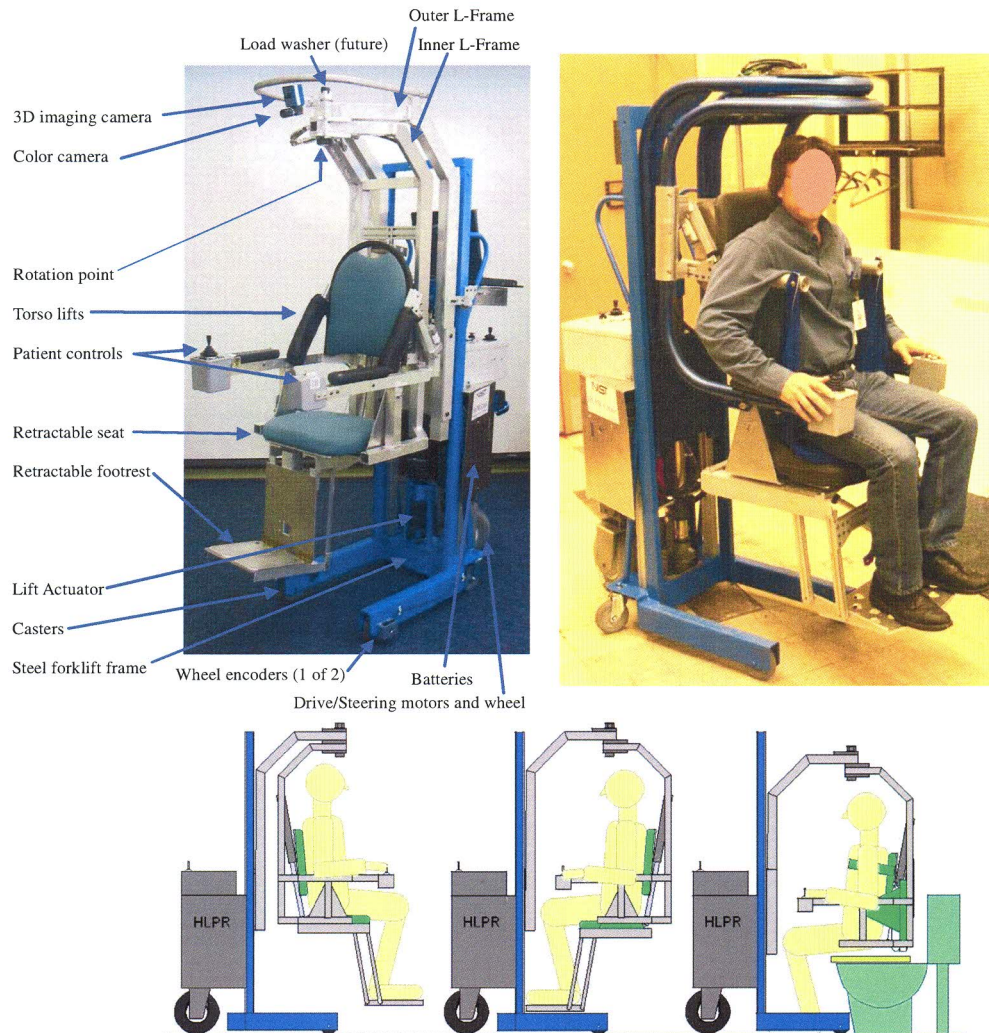 Outer L-Frame
Load washer (future)
Inner L-Frame
3D imaging camera
Color camera
Rotation point
Torso lifts
Patient controls
Retractable seat
Retractable footrest
Lift Actuator
Casters
Steel forklift frame
Wheel encoders (1 of 2)
Batteries
Drive/Steering motors and wheel
HLPR
HLPR
HLPR